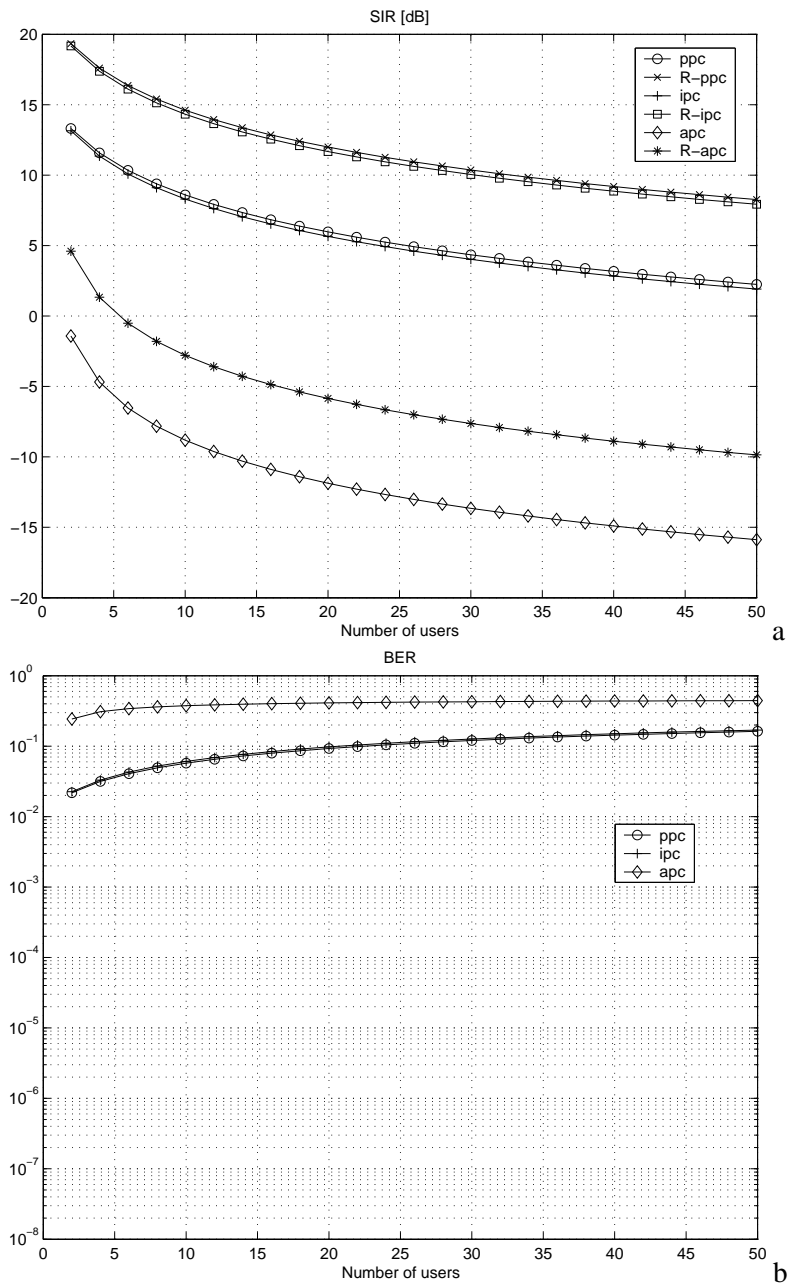 SIR [dB]
20
15
10
5
0
−5
−10
−15
−20
ppc
R−ppc
ipc
R−ipc
apc
R−apc
0 5 10 15 20 25 30 35 40 45 50
Number of users
a
BER
10^0
10^−1
10^−2
10^−3
10^−4
10^−5
10^−6
10^−7
10^−8
ppc
ipc
apc
0 5 10 15 20 25 30 35 40 45 50
Number of users
b